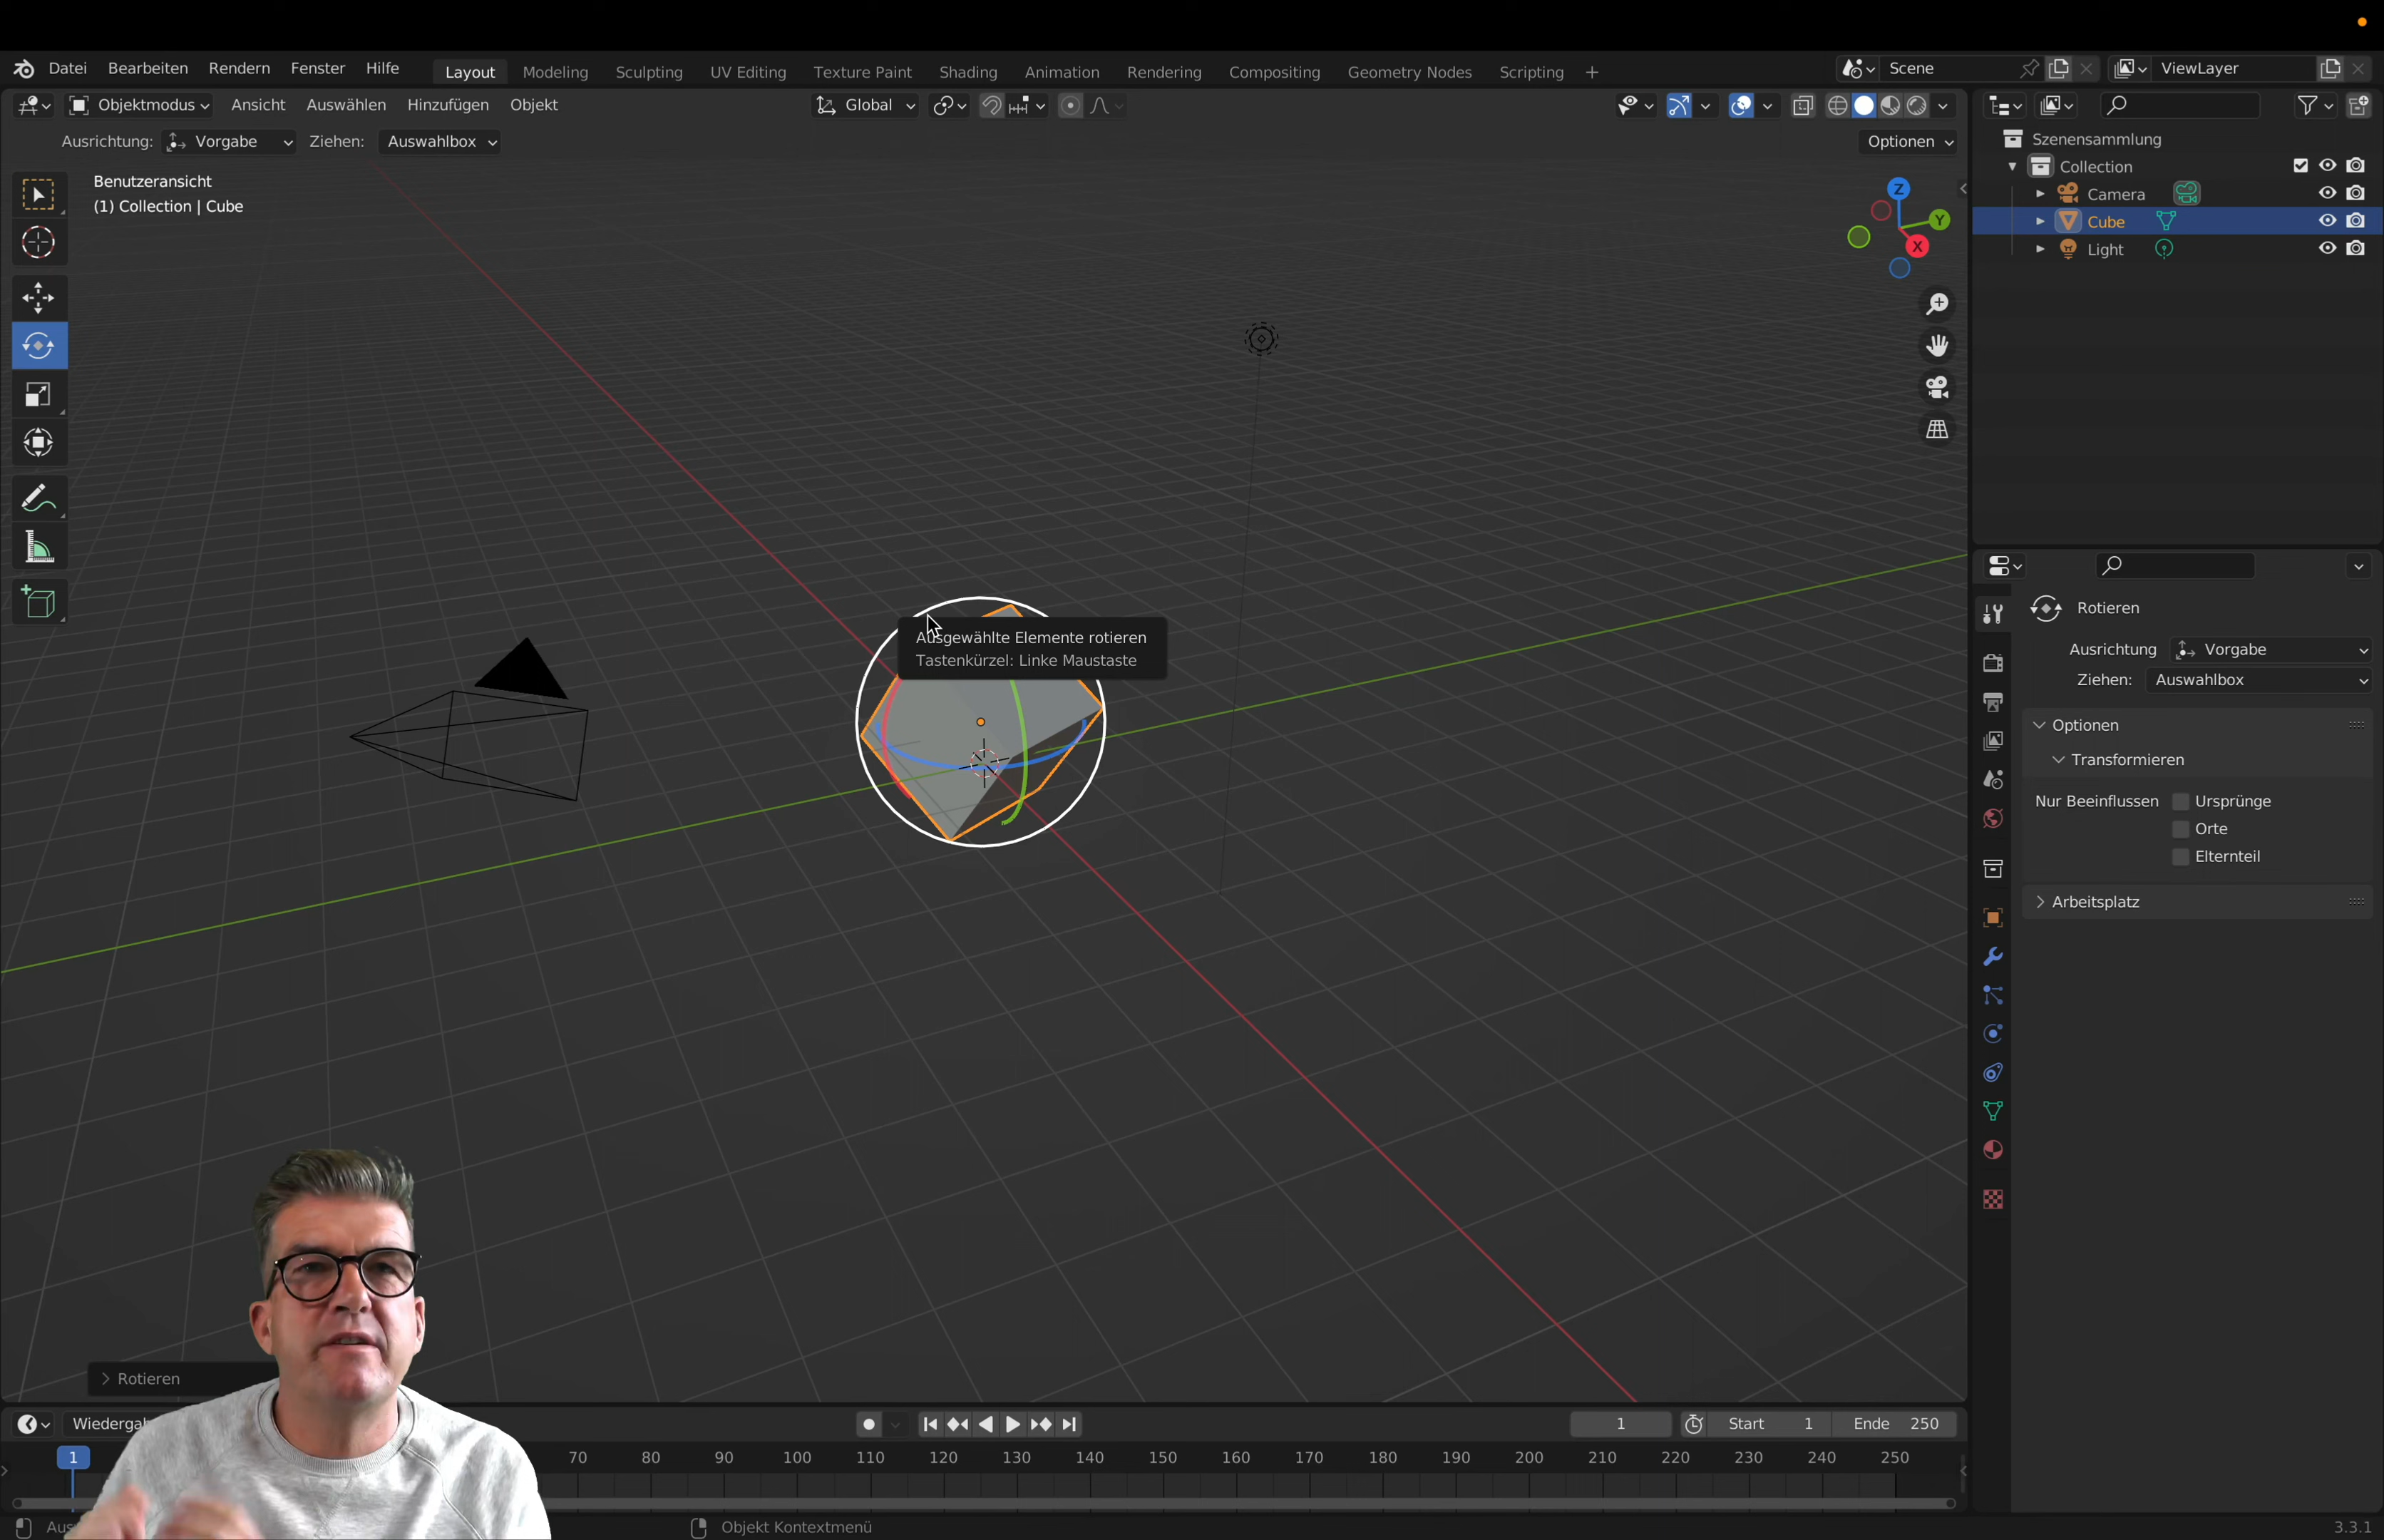 Datei Bearbeiten Rendern Fenster Hilfe Layout Modeling Sculpting UV Editing Texture Paint Shading Animation Rendering Compositing Geometry Nodes Scripting + Scene ViewLayer
Objektmodus Ansicht Auswählen Hinzufügen Objekt Global
Ausrichtung: Vorgabe Ziehen: Auswahlbox Optionen
Benutzeransicht
(1) Collection | Cube
Z
Y
X
Szenensammlung
Collection
Camera
Cube
Light
Ausgewählte Elemente rotieren
Tastenkürzel: Linke Maustaste
Rotieren
Ausrichtung Vorgabe
Ziehen: Auswahlbox
Optionen
Transformieren
Nur Beeinflussen Ursprünge
Orte
Elternteil
Arbeitsplatz
Rotieren
1 Start 1 Ende 250
1 70 80 90 100 110 120 130 140 150 160 170 180 190 200 210 220 230 240 250
Objekt Kontextmenü 3.3.1